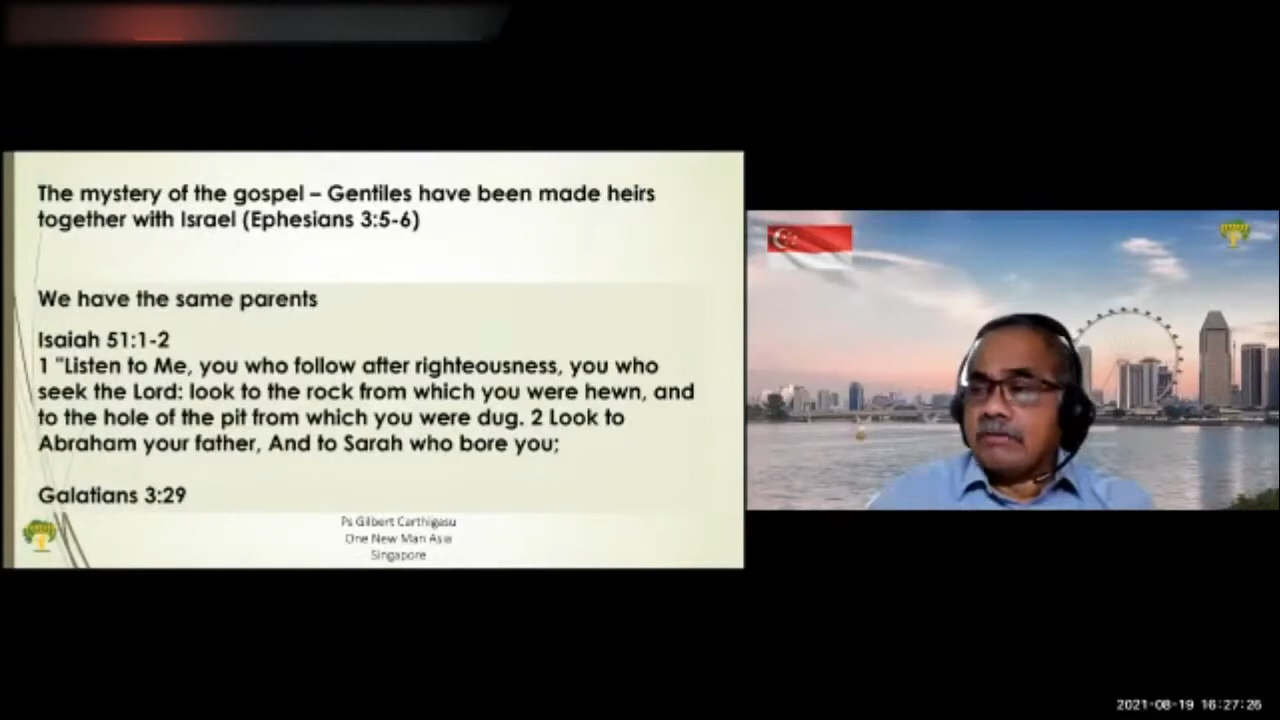 The mystery of the gospel – Gentiles have been made heirs
together with Israel (Ephesians 3:5-6)
We have the same parents
Isaiah 51:1-2
1 "Listen to Me, you who follow after righteousness, you who
seek the Lord: look to the rock from which you were hewn, and
to the hole of the pit from which you were dug. 2 Look to
Abraham your father, And to Sarah who bore you;
Galatians 3:29
Ps Gilbert Carthigasu
One New Man Asia
Singapore
2021-08-19 16:27:26